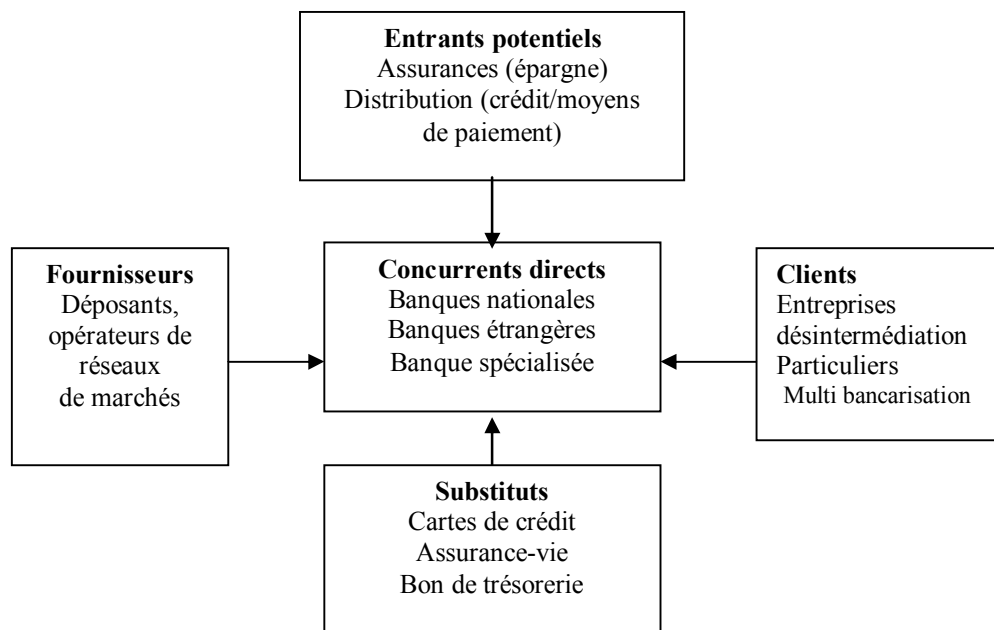 Entrants potentiels
Assurances (épargne)
Distribution (crédit/moyens
de paiement)
Fournisseurs
Déposants,
opérateurs de
réseaux
de marchés
Concurrents directs
Banques nationales
Banques étrangères
Banque spécialisée
Clients
Entreprises
désintermédiation
Particuliers
Multi bancarisation
Substituts
Cartes de crédit
Assurance-vie
Bon de trésorerie